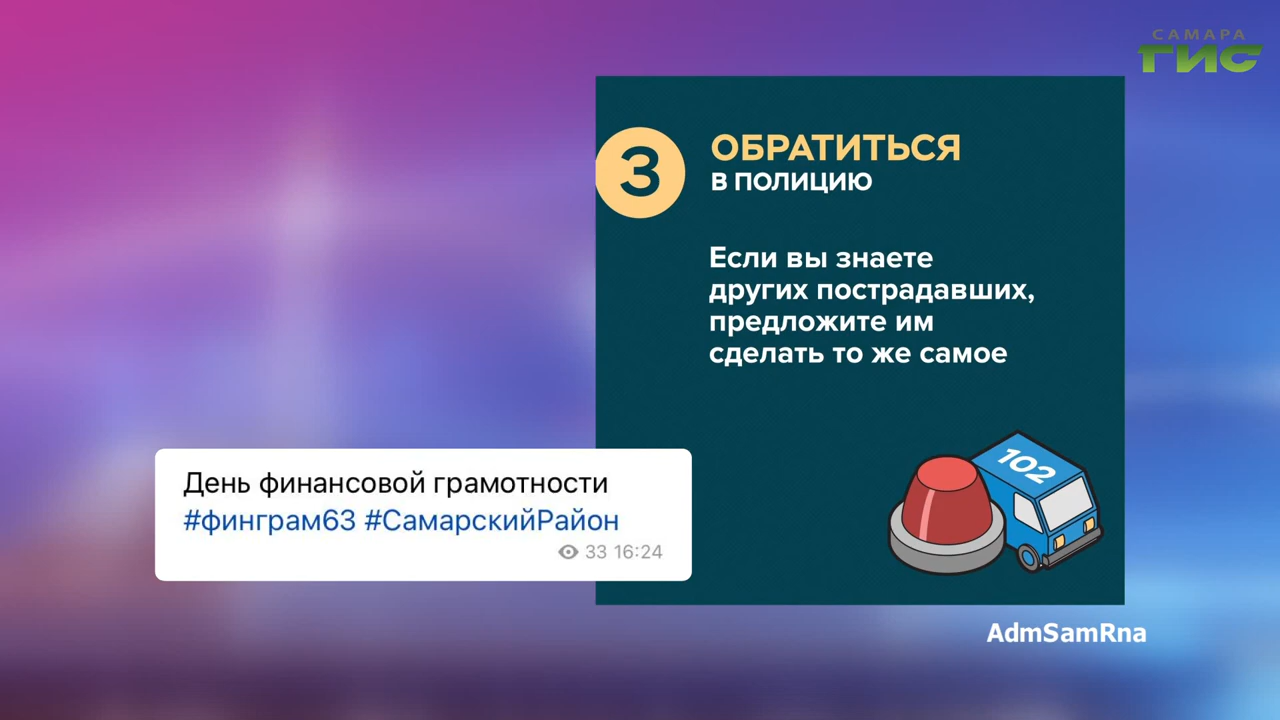 САМАРА
ГИС
3
ОБРАТИТЬСЯ
В ПОЛИЦИЮ
Если вы знаете
других пострадавших,
предложите им
сделать то же самое
102
День финансовой грамотности
#финграм63 #СамарскийРайон
33 16:24
AdmSamRna